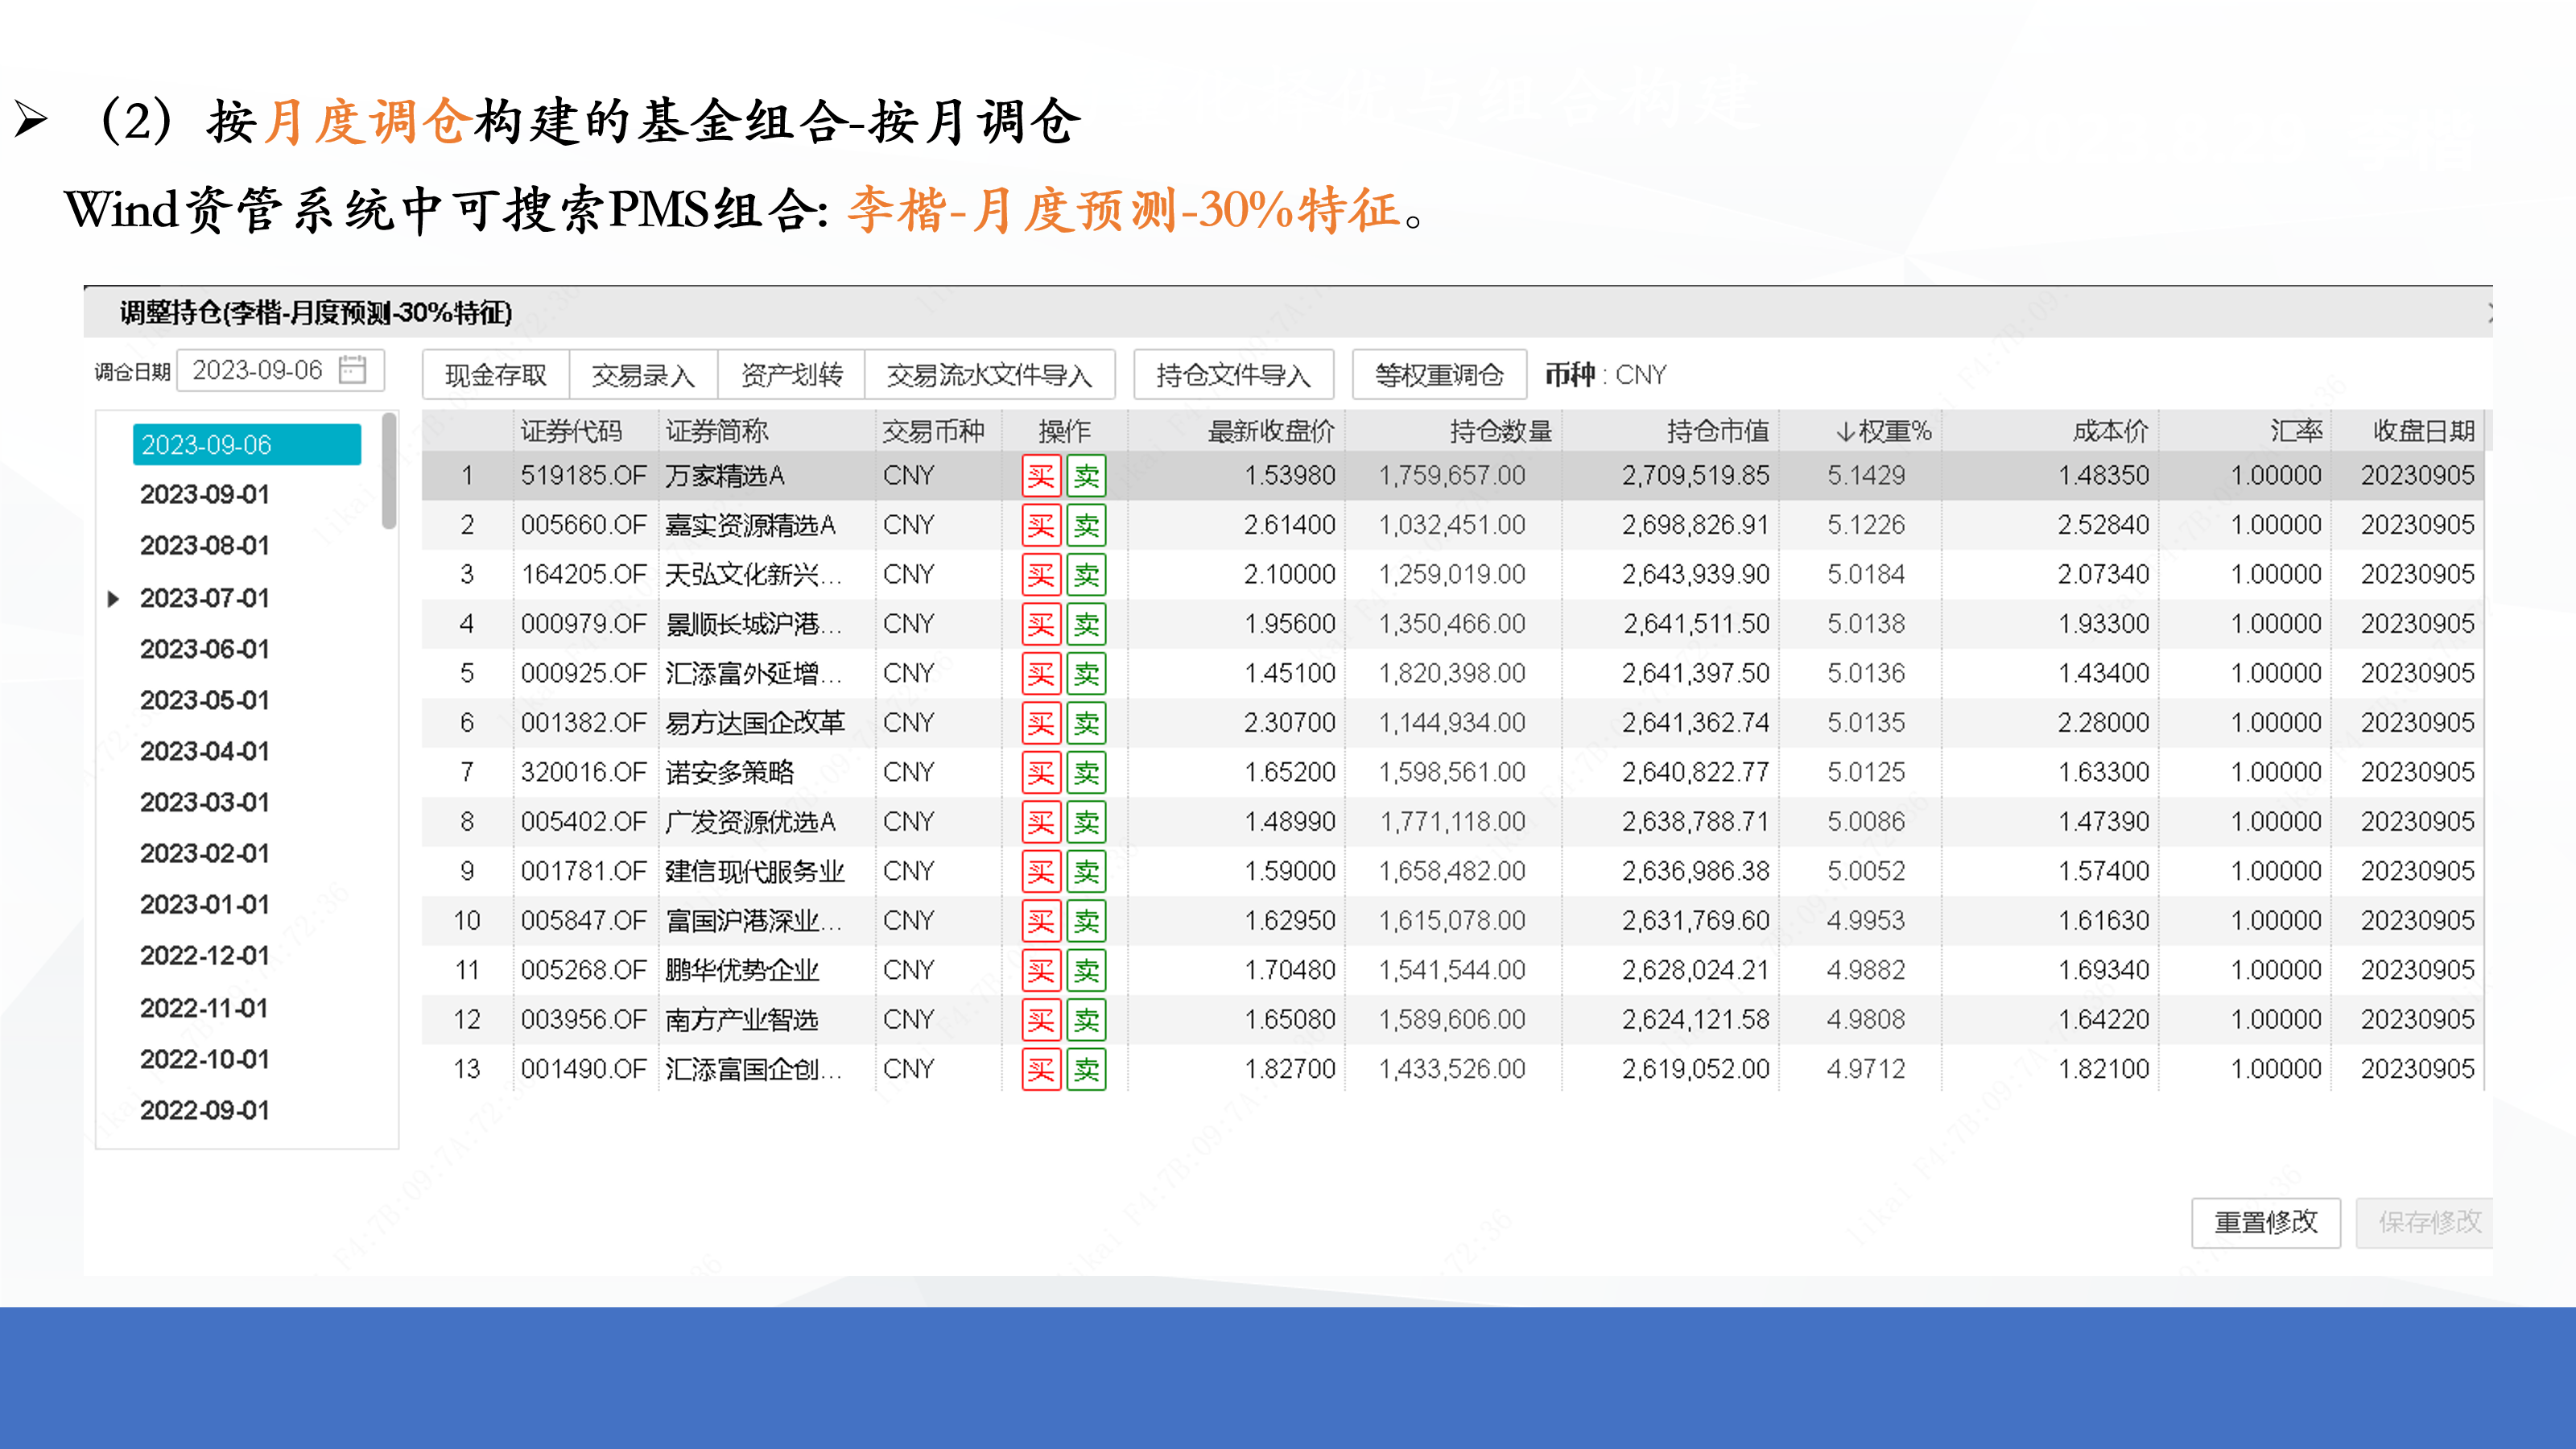 ➢ （2）按月度调仓构建的基金组合-按月调仓
Wind资管系统中可搜索PMS组合: 李楷-月度预测-30%特征。
调整持仓(李楷-月度预测-30%特征)
调仓日期 2023-09-06 现金存取 交易录入 资产划转 交易流水文件导入 持仓文件导入 等权重调仓 币种 : CNY
2023-09-06
2023-09-01
2023-08-01
2023-07-01
2023-06-01
2023-05-01
2023-04-01
2023-03-01
2023-02-01
2023-01-01
2022-12-01
2022-11-01
2022-10-01
2022-09-01
证券代码 证券简称 交易币种 操作 最新收盘价 持仓数量 持仓市值 ↓权重% 成本价 汇率 收盘日期
1 519185.OF 万家精选A CNY 买 卖 1.53980 1,759,657.00 2,709,519.85 5.1429 1.48350 1.00000 20230905
2 005660.OF 嘉实资源精选A CNY 买 卖 2.61400 1,032,451.00 2,698,826.91 5.1226 2.52840 1.00000 20230905
3 164205.OF 天弘文化新兴... CNY 买 卖 2.10000 1,259,019.00 2,643,939.90 5.0184 2.07340 1.00000 20230905
4 000979.OF 景顺长城沪港... CNY 买 卖 1.95600 1,350,466.00 2,641,511.50 5.0138 1.93300 1.00000 20230905
5 000925.OF 汇添富外延增... CNY 买 卖 1.45100 1,820,398.00 2,641,397.50 5.0136 1.43400 1.00000 20230905
6 001382.OF 易方达国企改革 CNY 买 卖 2.30700 1,144,934.00 2,641,362.74 5.0135 2.28000 1.00000 20230905
7 320016.OF 诺安多策略 CNY 买 卖 1.65200 1,598,561.00 2,640,822.77 5.0125 1.63300 1.00000 20230905
8 005402.OF 广发资源优选A CNY 买 卖 1.48990 1,771,118.00 2,638,788.71 5.0086 1.47390 1.00000 20230905
9 001781.OF 建信现代服务业 CNY 买 卖 1.59000 1,658,482.00 2,636,986.38 5.0052 1.57400 1.00000 20230905
10 005847.OF 富国沪港深业... CNY 买 卖 1.62950 1,615,078.00 2,631,769.60 4.9953 1.61630 1.00000 20230905
11 005268.OF 鹏华优势企业 CNY 买 卖 1.70480 1,541,544.00 2,628,024.21 4.9882 1.69340 1.00000 20230905
12 003956.OF 南方产业智选 CNY 买 卖 1.65080 1,589,606.00 2,624,121.58 4.9808 1.64220 1.00000 20230905
13 001490.OF 汇添富国企创... CNY 买 卖 1.82700 1,433,526.00 2,619,052.00 4.9712 1.82100 1.00000 20230905
重置修改 保存修改